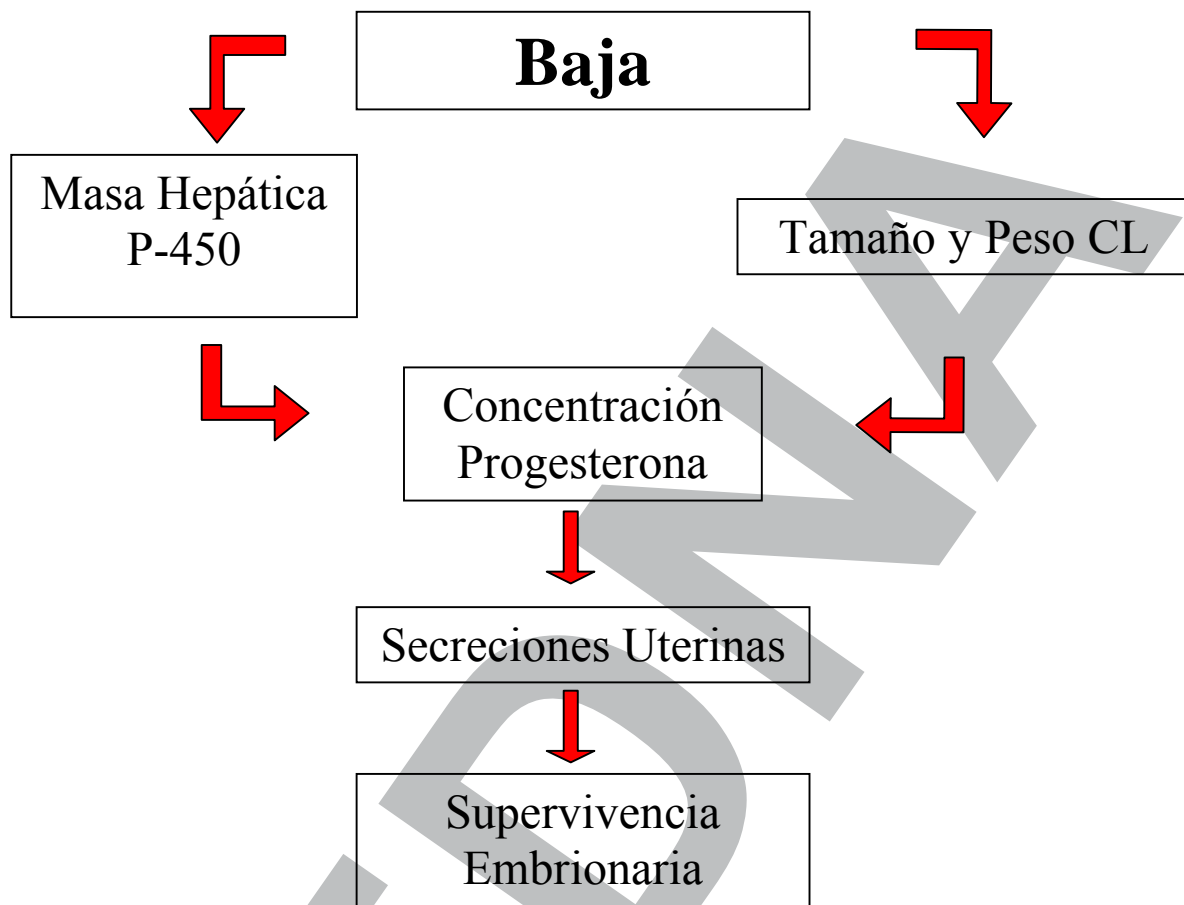 Baja
Masa Hepática
P-450
Tamaño y Peso CL
Concentración
Progesterona
Secreciones Uterinas
Supervivencia
Embrionaria